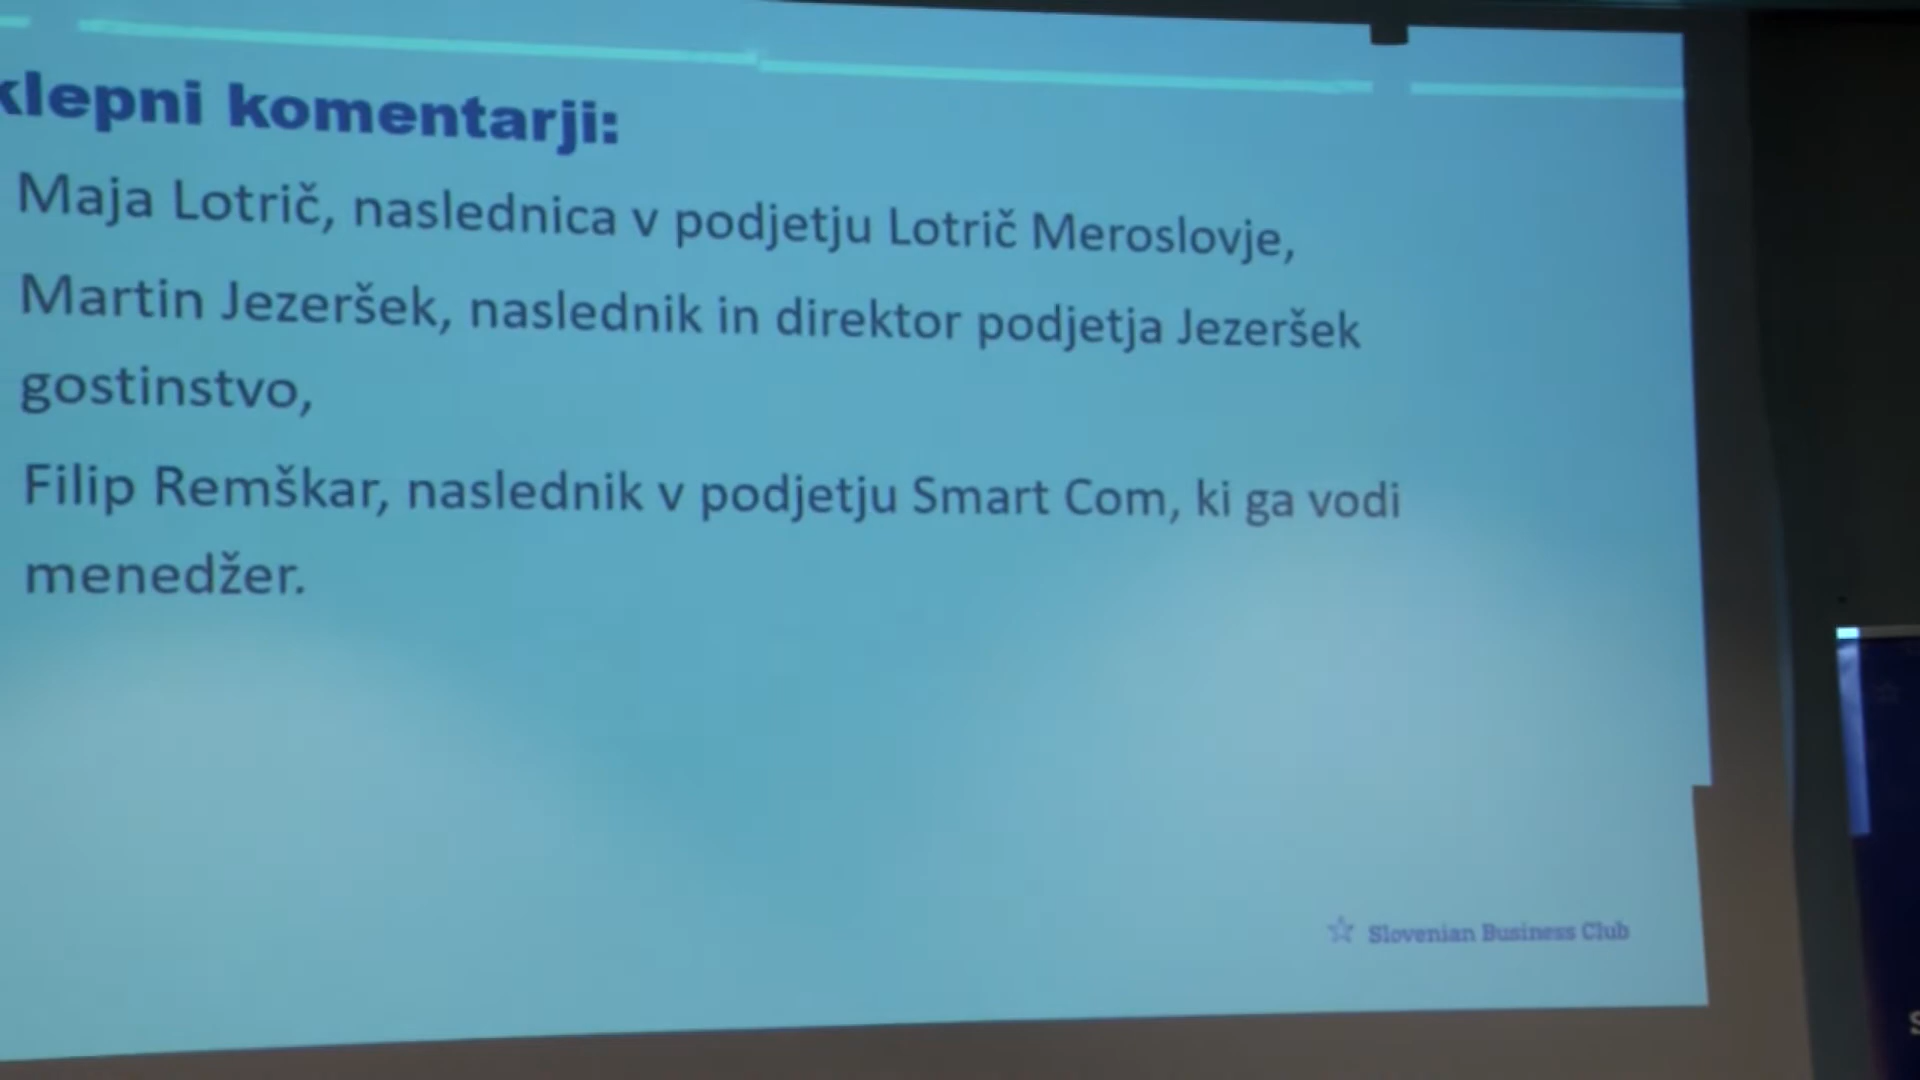 klepni komentarji:
Maja Lotrič, naslednica v podjetju Lotrič Meroslovje,
Martin Jezeršek, naslednik in direktor podjetja Jezeršek
gostinstvo,
Filip Remškar, naslednik v podjetju Smart Com, ki ga vodi
menedžer.
Slovenian Business Club